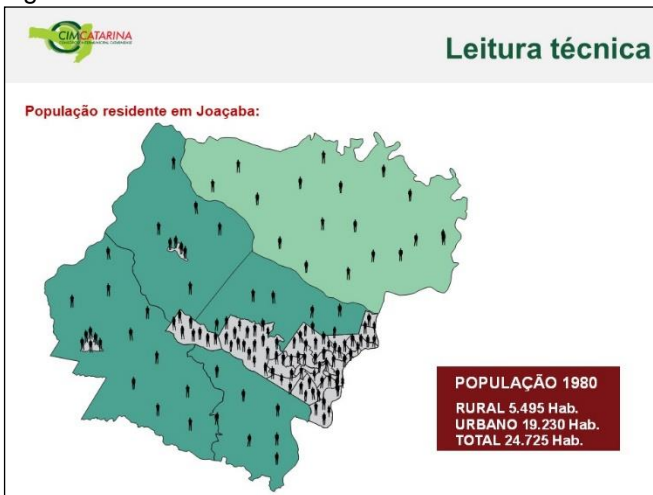 CIMCATARINA
Leitura técnica
População residente em Joaçaba:
POPULAÇÃO 1980
RURAL 5.495 Hab.
URBANO 19.230 Hab.
TOTAL 24.725 Hab.